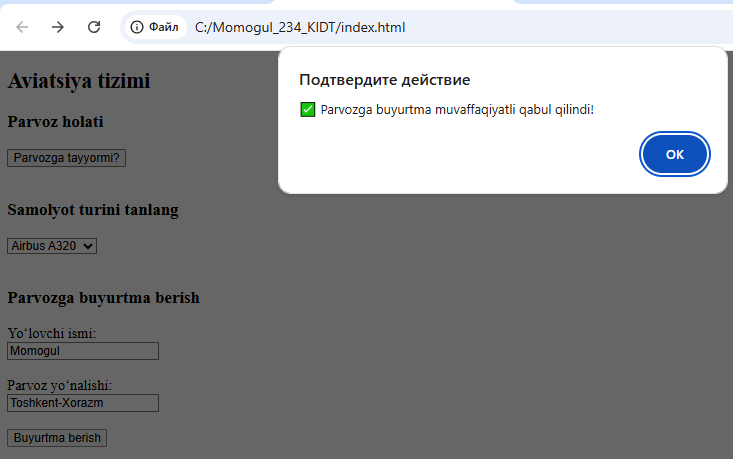 Файл C:/Momogul_234_KIDT/index.html
Подтвердите действие
✅ Parvozga buyurtma muvaffaqiyatli qabul qilindi!
OK
Aviatsiya tizimi
Parvoz holati
Parvozga tayyormi?
Samolyot turini tanlang
Airbus A320
Parvozga buyurtma berish
Yo‘lovchi ismi:
Momogul
Parvoz yo‘nalishi:
Toshkent-Xorazm
Buyurtma berish